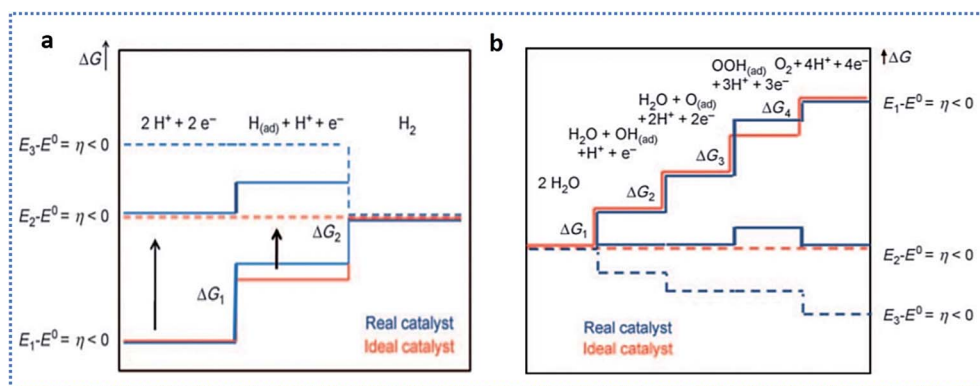 a
ΔG
2 H⁺ + 2 e⁻
H(ad) + H⁺ + e⁻
H₂
E₃-E⁰ = η < 0
E₂-E⁰ = η < 0
ΔG₂
ΔG₁
E₁-E⁰ = η < 0
Real catalyst
Ideal catalyst
b
ΔG
OOH(ad)
+3H⁺ + 3e⁻
O₂+4H⁺+4e⁻
E₁-E⁰ = η < 0
ΔG₄
H₂O + O(ad)
+2H⁺ + 2e⁻
H₂O + OH(ad)
+H⁺ + e⁻
ΔG₃
2 H₂O
ΔG₂
ΔG₁
E₂-E⁰ = η < 0
E₃-E⁰ = η < 0
Real catalyst
Ideal catalyst